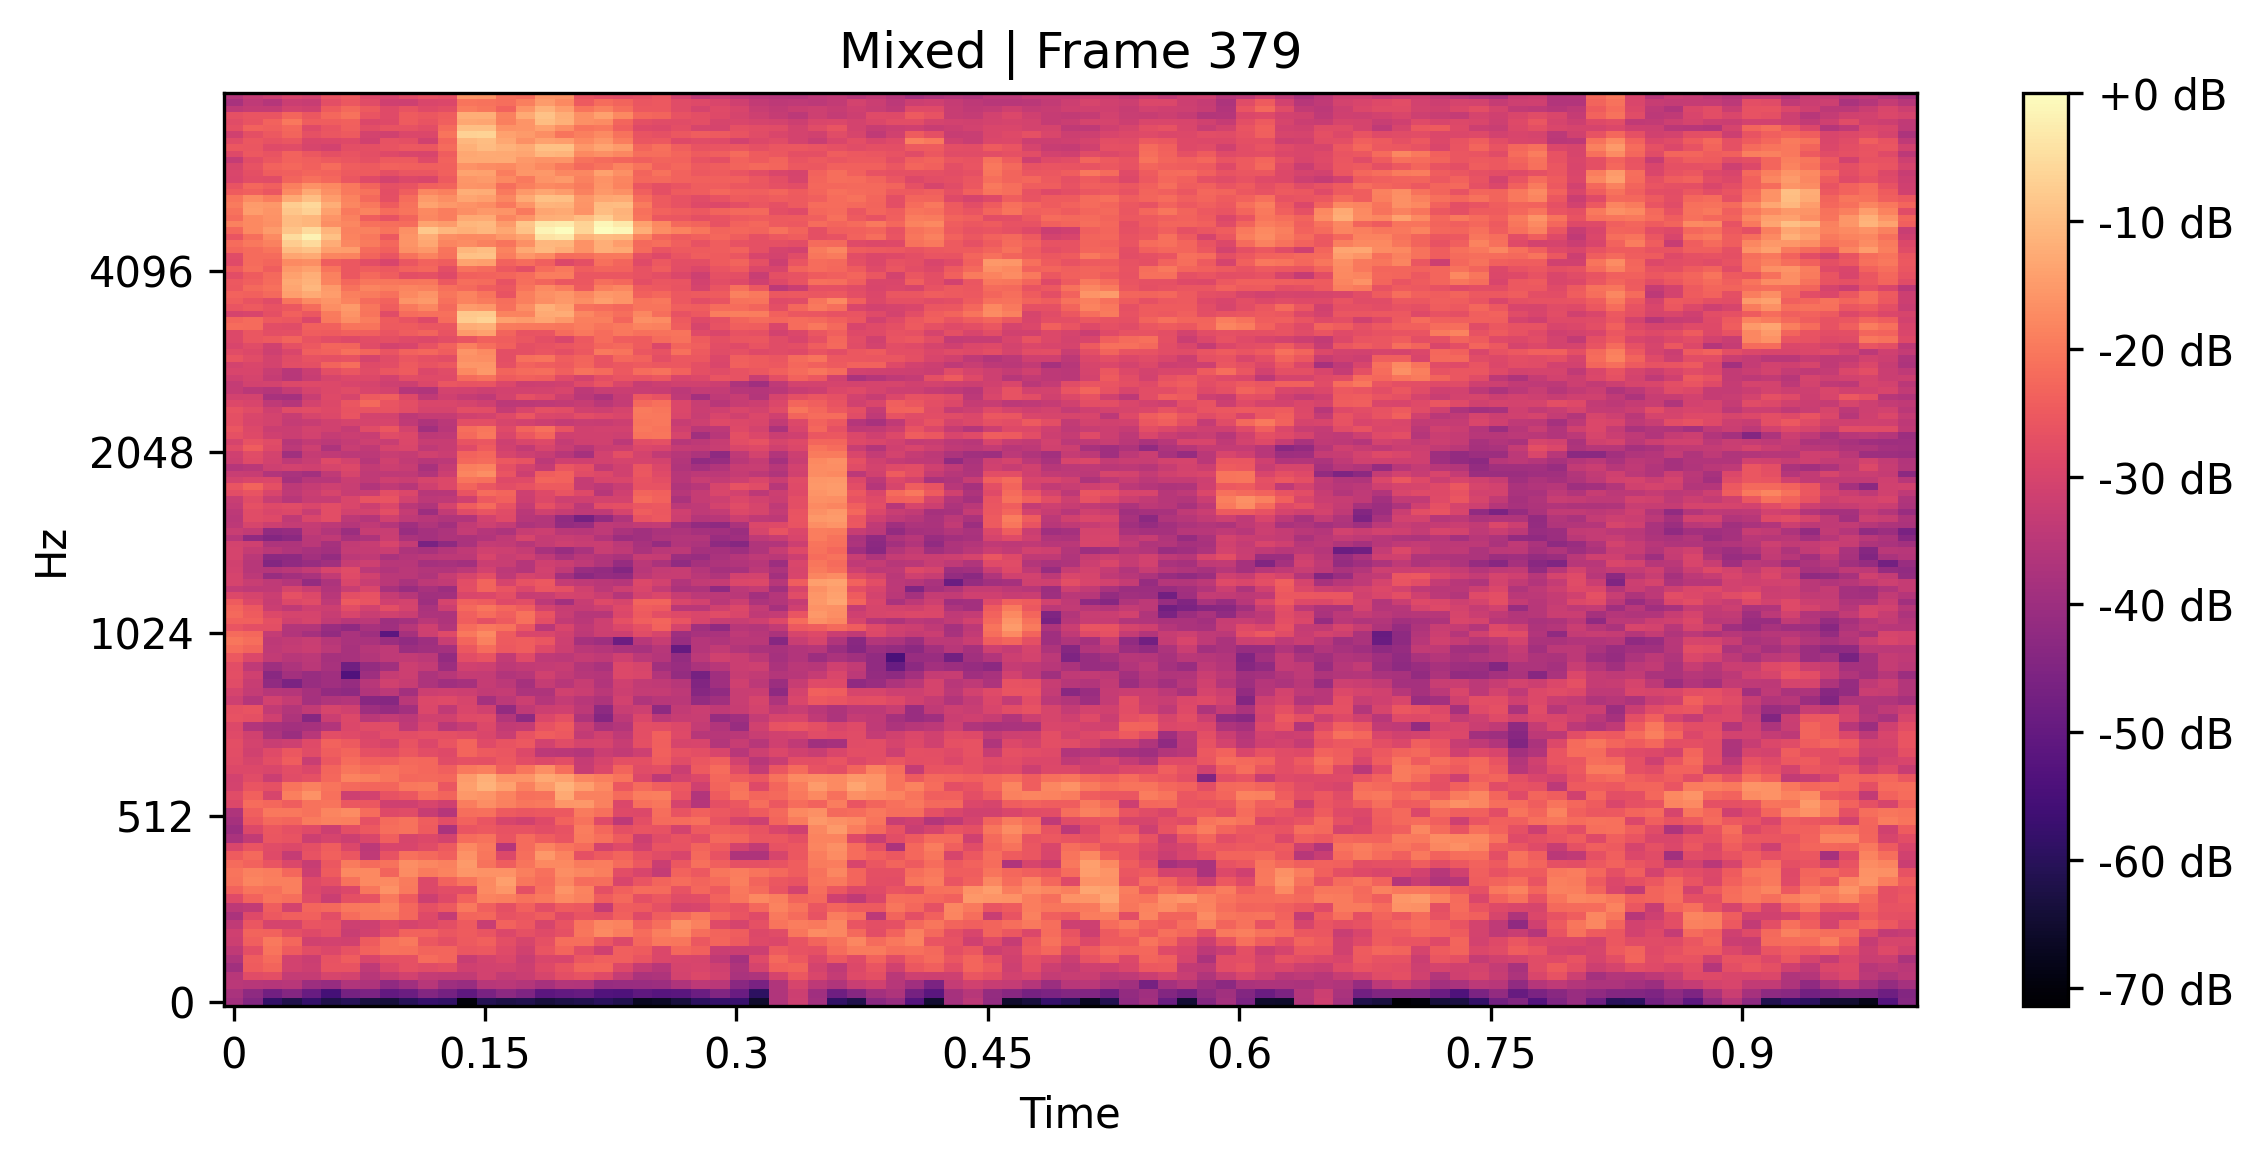 Mixed | Frame 379
+0 dB
-10 dB
-20 dB
-30 dB
-40 dB
-50 dB
-60 dB
-70 dB
Hz
4096
2048
1024
512
0
0 0.15 0.3 0.45 0.6 0.75 0.9
Time